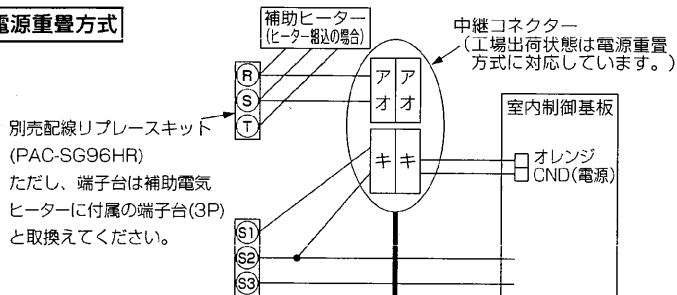 電源重畳方式
補助ヒーター
(ヒーター組込の場合)
中継コネクター
(工場出荷状態は電源重畳
方式に対応しています。)
R
S
T
ア ア
オ オ
キ キ
室内制御基板
オレンジ
CND(電源)
別売配線リプレースキット
(PAC-SG96HR)
ただし、端子台は補助電気
ヒーターに付属の端子台(3P)
と取換えてください。
S1
S2
S3